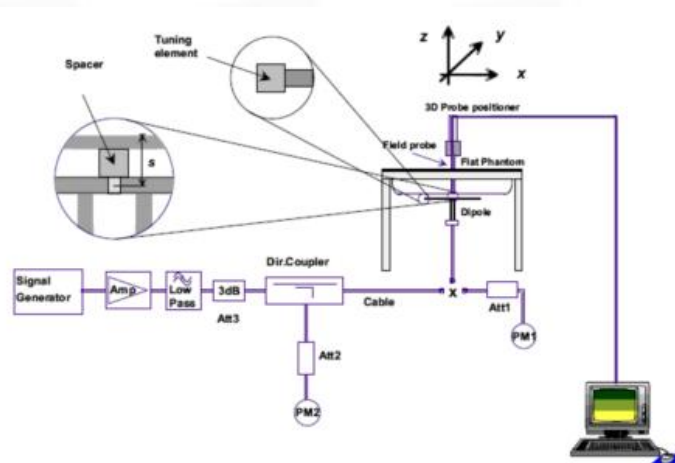 Tuning
element
Spacer
z
y
x
3D Probe positioner
Field probe
Flat Phantom
s
Dipole
Dir.Coupler
Signal
Generator
Amp
Low
Pass
3dB
Att3
Cable
x
Att1
PM1
Att2
PM2